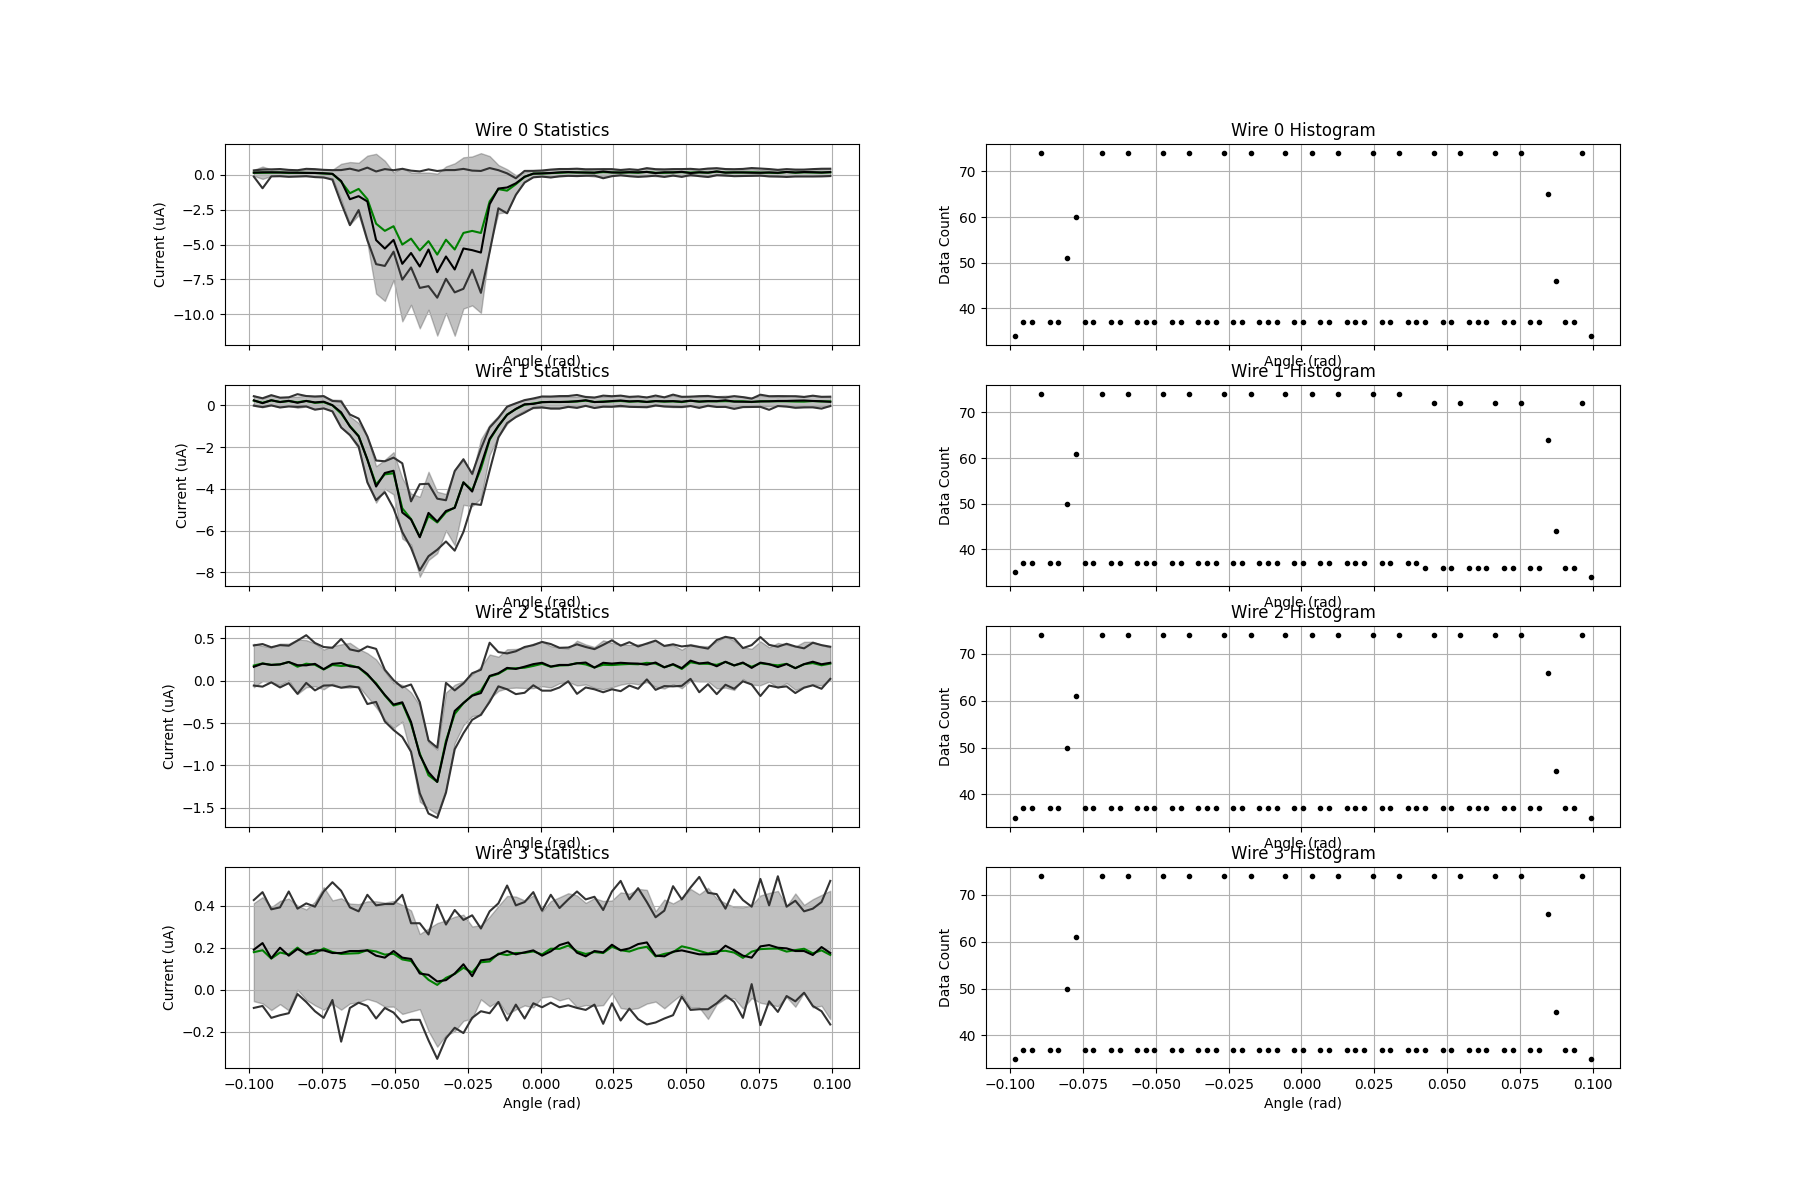 Wire 0 Statistics
Current (uA)
0.0
−2.5
−5.0
−7.5
−10.0
Angle (rad)
Wire 0 Histogram
Data Count
70
60
50
40
Angle (rad)
Wire 1 Statistics
Current (uA)
0
−2
−4
−6
−8
Angle (rad)
Wire 1 Histogram
Data Count
70
60
50
40
Angle (rad)
Wire 2 Statistics
Current (uA)
0.5
0.0
−0.5
−1.0
−1.5
Angle (rad)
Wire 2 Histogram
Data Count
70
60
50
40
Angle (rad)
Wire 3 Statistics
Current (uA)
0.4
0.2
0.0
−0.2
−0.100 −0.075 −0.050 −0.025 0.000 0.025 0.050 0.075 0.100
Angle (rad)
Wire 3 Histogram
Data Count
70
60
50
40
−0.100 −0.075 −0.050 −0.025 0.000 0.025 0.050 0.075 0.100
Angle (rad)